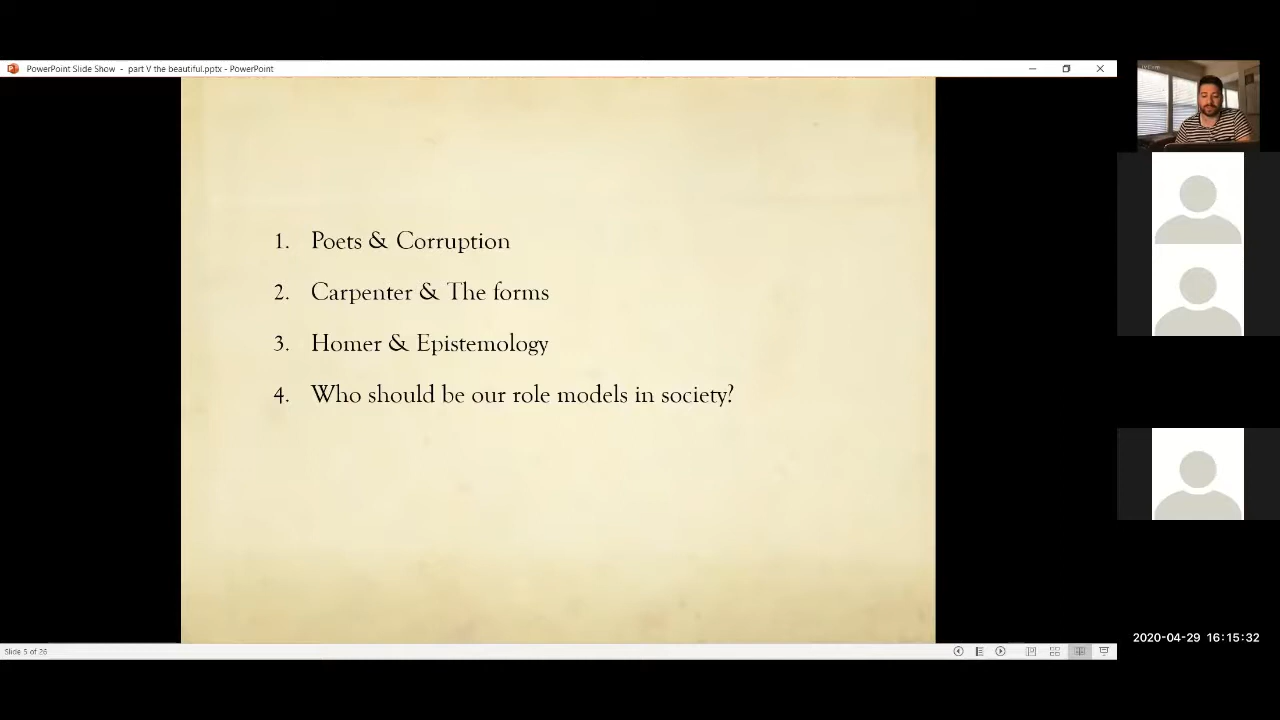 PowerPoint Slide Show - part V the beautiful.pptx - PowerPoint
1. Poets & Corruption
2. Carpenter & The forms
3. Homer & Epistemology
4. Who should be our role models in society?
2020-04-29 16:15:32
Slide 5 of 26